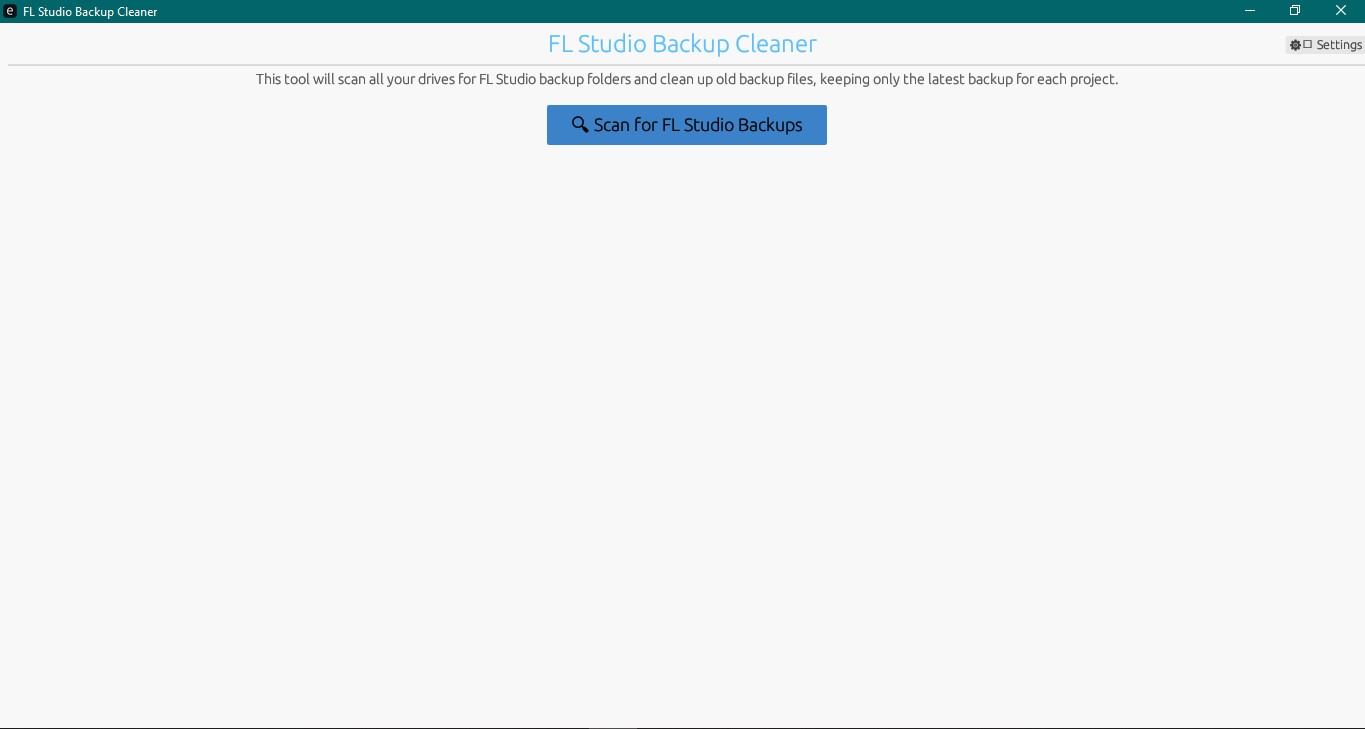 FL Studio Backup Cleaner
FL Studio Backup Cleaner
Settings
This tool will scan all your drives for FL Studio backup folders and clean up old backup files, keeping only the latest backup for each project.
Scan for FL Studio Backups